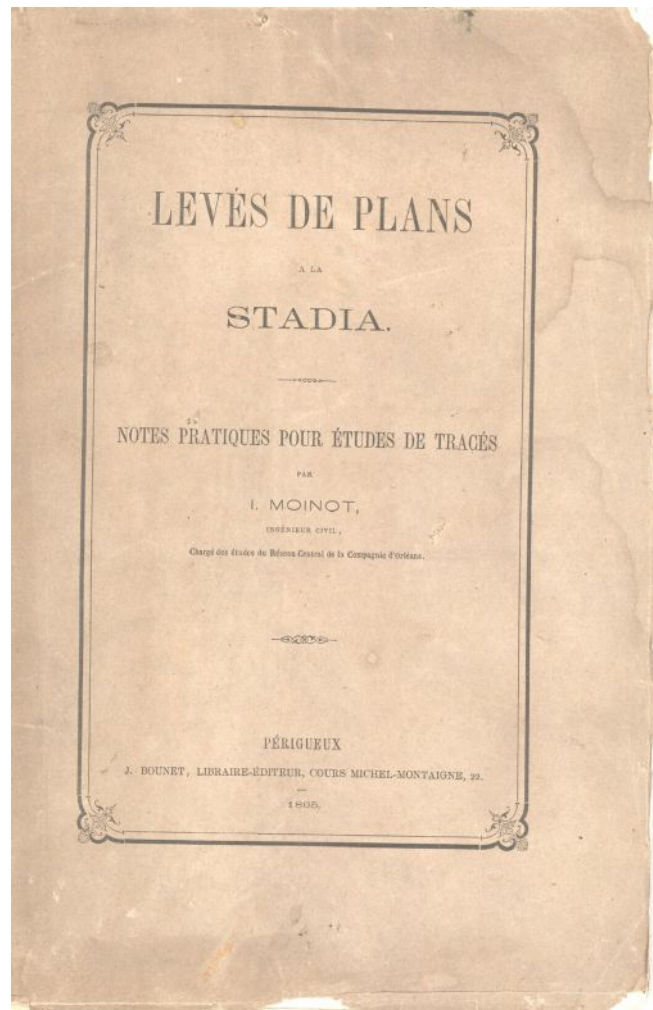 LEVÉS DE PLANS
A LA
STADIA.
NOTES PRATIQUES POUR ÉTUDES DE TRACÉS
PAR
I. MOINOT,
INGÉNIEUR CIVIL,
Chargé des études du Réseau Central de la Compagnie d'Orléans.
PÉRIGUEUX
J. BOUNET, LIBRAIRE-ÉDITEUR, COURS MICHEL-MONTAIGNE, 22.
1865.